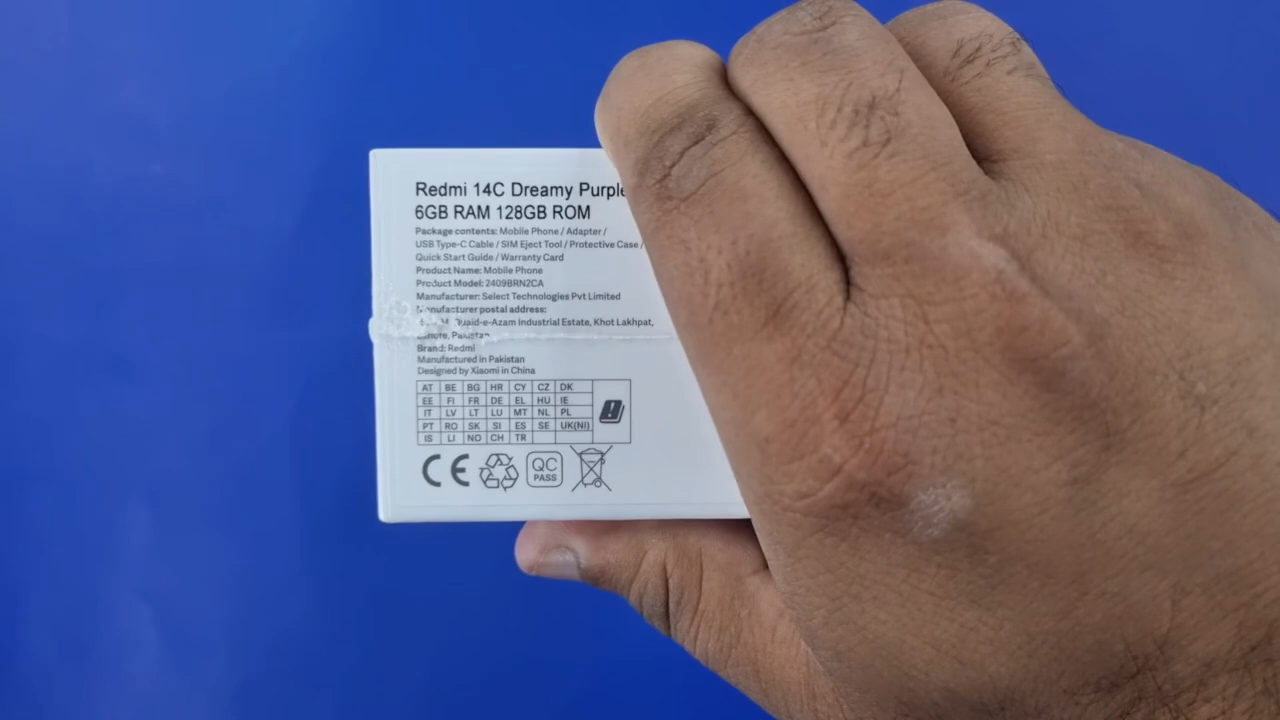 Redmi 14C Dreamy Purple
6GB RAM 128GB ROM
Package contents: Mobile Phone / Adapter /
USB Type-C Cable / SIM Eject Tool / Protective Case /
Quick Start Guide / Warranty Card
Product Name: Mobile Phone
Product Model: 2409BRN2CA
Manufacturer: Select Technologies Pvt Limited
Manufacturer postal address:
Quaid-e-Azam Industrial Estate, Khot Lakhpat,
Lahore, Pakistan
Brand: Redmi
Manufactured in Pakistan
Designed by Xiaomi in China
AT BE BG HR CY CZ DK
EE FI FR DE EL HU IE
IT LV LT LU MT NL PL
PT RO SK SI ES SE UK(NI)
IS LI NO CH TR
CE
QC
PASS